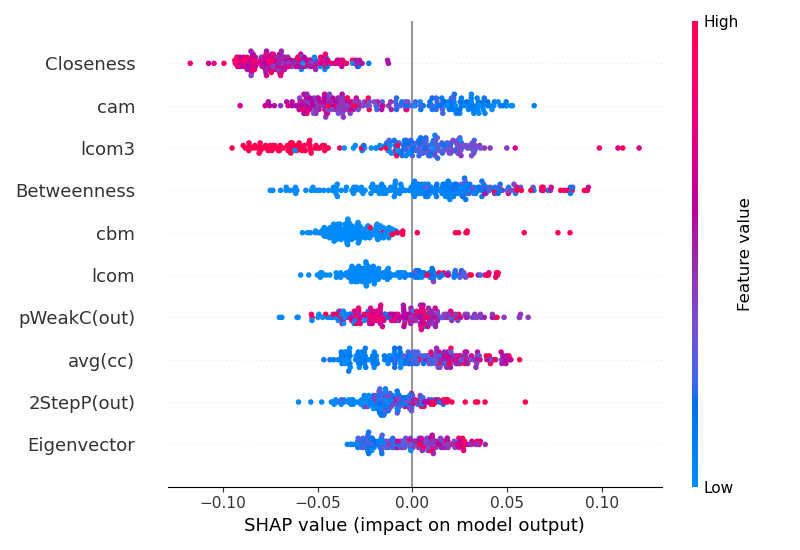 High
Closeness
cam
lcom3
Betweenness
cbm
lcom
pWeakC(out)
avg(cc)
2StepP(out)
Eigenvector
Feature value
Low
−0.10 −0.05 0.00 0.05 0.10
SHAP value (impact on model output)